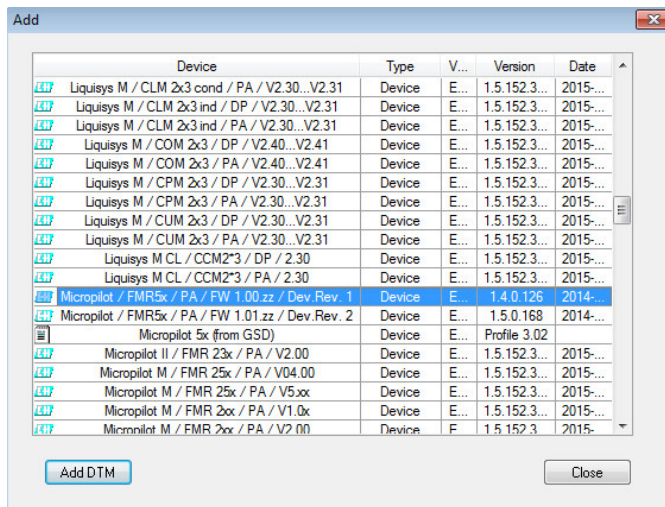 Add
Device Type V... Version Date
Liquisys M / CLM 2x3 cond / PA / V2.30...V2.31 Device E... 1.5.152.3... 2015-...
Liquisys M / CLM 2x3 ind / DP / V2.30...V2.31 Device E... 1.5.152.3... 2015-...
Liquisys M / CLM 2x3 ind / PA / V2.30...V2.31 Device E... 1.5.152.3... 2015-...
Liquisys M / COM 2x3 / DP / V2.40...V2.41 Device E... 1.5.152.3... 2015-...
Liquisys M / COM 2x3 / PA / V2.40...V2.41 Device E... 1.5.152.3... 2015-...
Liquisys M / CPM 2x3 / DP / V2.30...V2.31 Device E... 1.5.152.3... 2015-...
Liquisys M / CPM 2x3 / PA / V2.30...V2.31 Device E... 1.5.152.3... 2015-...
Liquisys M / CUM 2x3 / DP / V2.30...V2.31 Device E... 1.5.152.3... 2015-...
Liquisys M / CUM 2x3 / PA / V2.30...V2.31 Device E... 1.5.152.3... 2015-...
Liquisys M CL / CCM2*3 / DP / 2.30 Device E... 1.5.152.3... 2015-...
Liquisys M CL / CCM2*3 / PA / 2.30 Device E... 1.5.152.3... 2015-...
Micropilot / FMR5x / PA / FW 1.00.zz / Dev.Rev. 1 Device E... 1.4.0.126 2014-...
Micropilot / FMR5x / PA / FW 1.01.zz / Dev.Rev. 2 Device E... 1.5.0.168 2014-...
Micropilot 5x (from GSD) Device E... Profile 3.02
Micropilot II / FMR 23x / PA / V2.00 Device E... 1.5.152.3... 2015-...
Micropilot M / FMR 25x / PA / V04.00 Device E... 1.5.152.3... 2015-...
Micropilot M / FMR 25x / PA / V5.xx Device E... 1.5.152.3... 2015-...
Micropilot M / FMR 2xx / PA / V1.0x Device E... 1.5.152.3... 2015-...
Micropilot M / FMR 2xx / PA / V2.00 Device E... 1.5.152.3... 2015-...
Add DTM Close